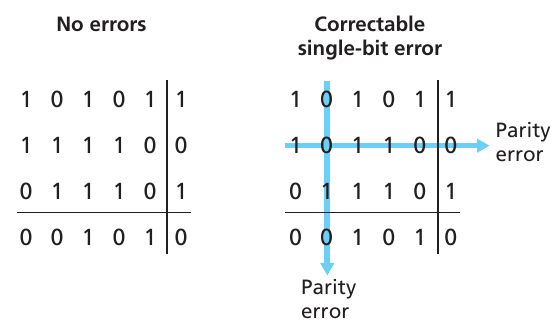 No errors
1 0 1 0 1 1
1 1 1 1 0 0
0 1 1 1 0 1
0 0 1 0 1 0
Correctable
single-bit error
1 0 1 0 1 1
1 0 1 1 0 0
0 1 1 1 0 1
0 0 1 0 1 0
Parity
error
Parity
error